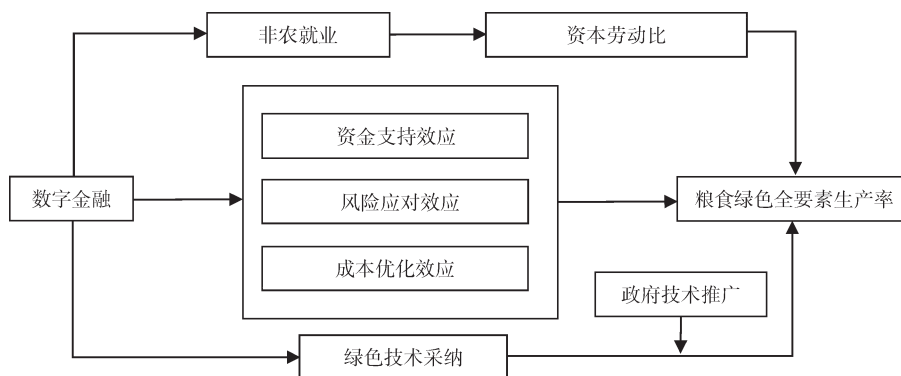 非农就业
资本劳动比
资金支持效应
数字金融
风险应对效应
粮食绿色全要素生产率
成本优化效应
政府技术推广
绿色技术采纳